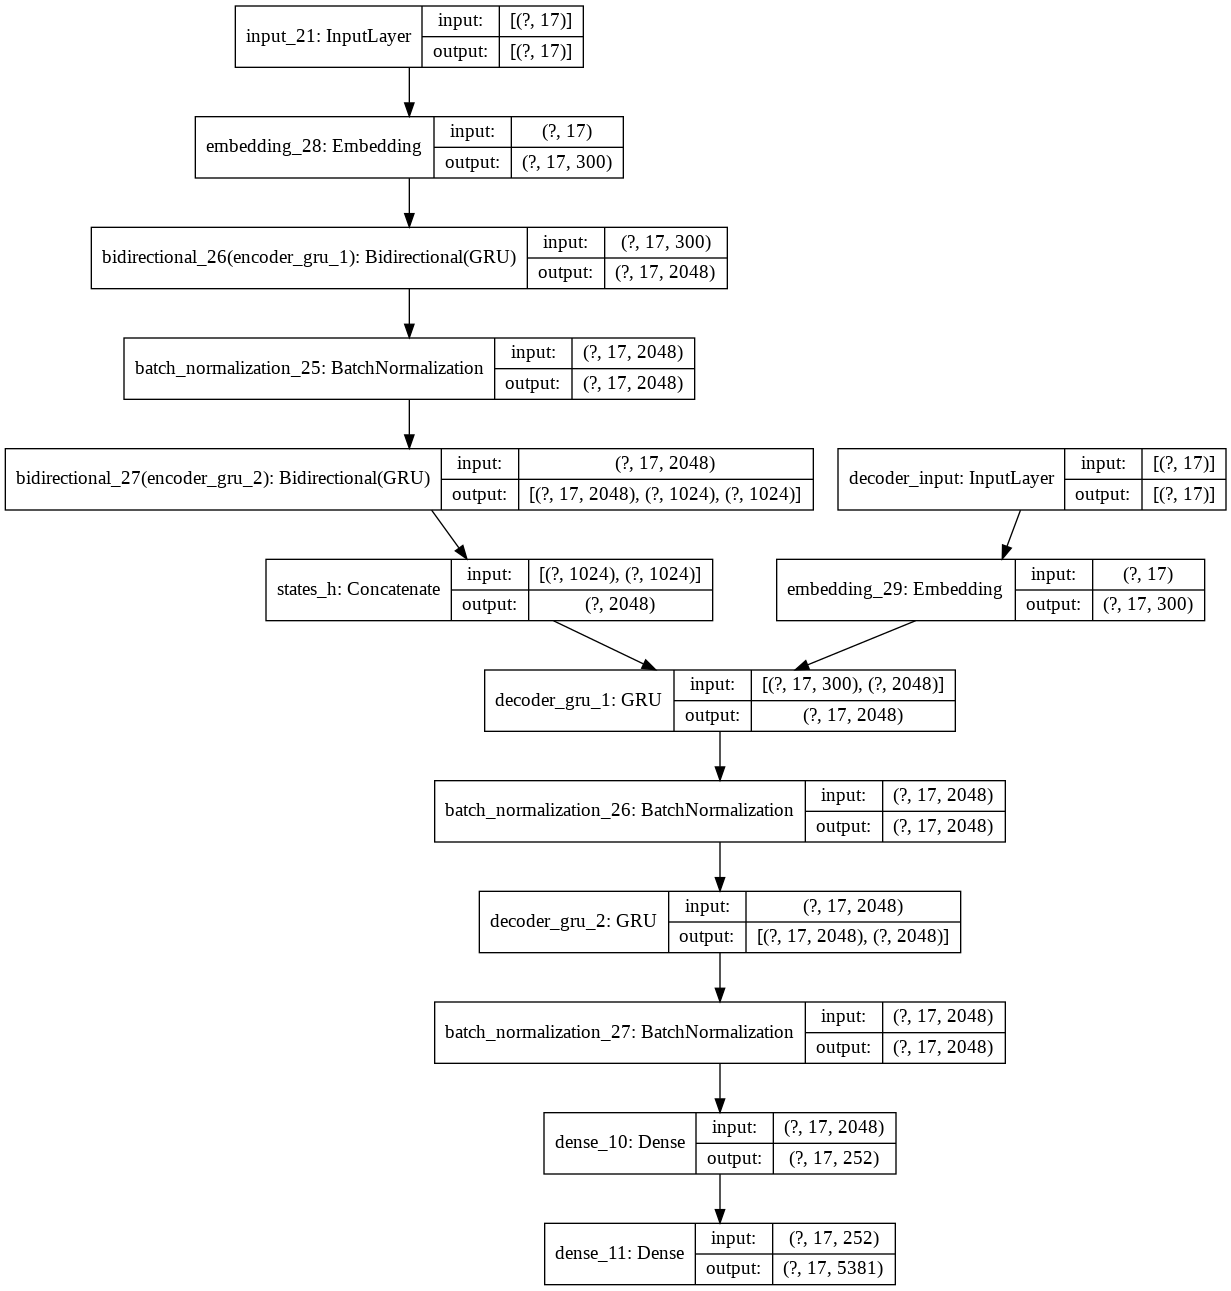 input_21: InputLayer
input: [(?, 17)]
output: [(?, 17)]
embedding_28: Embedding
input: (?, 17)
output: (?, 17, 300)
bidirectional_26(encoder_gru_1): Bidirectional(GRU)
input: (?, 17, 300)
output: (?, 17, 2048)
batch_normalization_25: BatchNormalization
input: (?, 17, 2048)
output: (?, 17, 2048)
bidirectional_27(encoder_gru_2): Bidirectional(GRU)
input: (?, 17, 2048)
output: [(?, 17, 2048), (?, 1024), (?, 1024)]
decoder_input: InputLayer
input: [(?, 17)]
output: [(?, 17)]
states_h: Concatenate
input: [(?, 1024), (?, 1024)]
output: (?, 2048)
embedding_29: Embedding
input: (?, 17)
output: (?, 17, 300)
decoder_gru_1: GRU
input: [(?, 17, 300), (?, 2048)]
output: (?, 17, 2048)
batch_normalization_26: BatchNormalization
input: (?, 17, 2048)
output: (?, 17, 2048)
decoder_gru_2: GRU
input: (?, 17, 2048)
output: [(?, 17, 2048), (?, 2048)]
batch_normalization_27: BatchNormalization
input: (?, 17, 2048)
output: (?, 17, 2048)
dense_10: Dense
input: (?, 17, 2048)
output: (?, 17, 252)
dense_11: Dense
input: (?, 17, 252)
output: (?, 17, 5381)